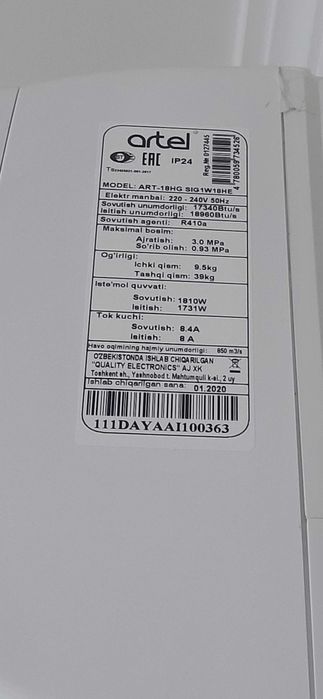 artel
EAC IP24
Reg.№ 0127445
4780059734526
MODEL: ART-18HG SIG1W18HE
Elektr manbai: 220 - 240V 50Hz
Sovutish unumdorligi: 17340Btu/s
Isitish unumdorligi: 18960Btu/s
Sovutish agenti: R410a
Maksimal bosim:
Ajratish: 3.0 MPa
So'rib olish: 0.93 MPa
Og'irligi:
Ichki qism: 9.5kg
Tashqi qism: 39kg
Iste'mol quvvati:
Sovutish: 1810W
Isitish: 1731W
Tok kuchi:
Sovutish: 8.4A
Isitish: 8 A
Havo oqimining hajmiy unumdorligi: 850 m3/s
O'ZBEKISTONDA ISHLAB CHIQARILGAN
"QUALITY ELECTRONICS" AJ XK
Toshkent sh., Yashnobod t. Mahtumquli k-si., 2 uy
Ishlab chiqarilgan sana: 01.2020
111DAYAAI100363